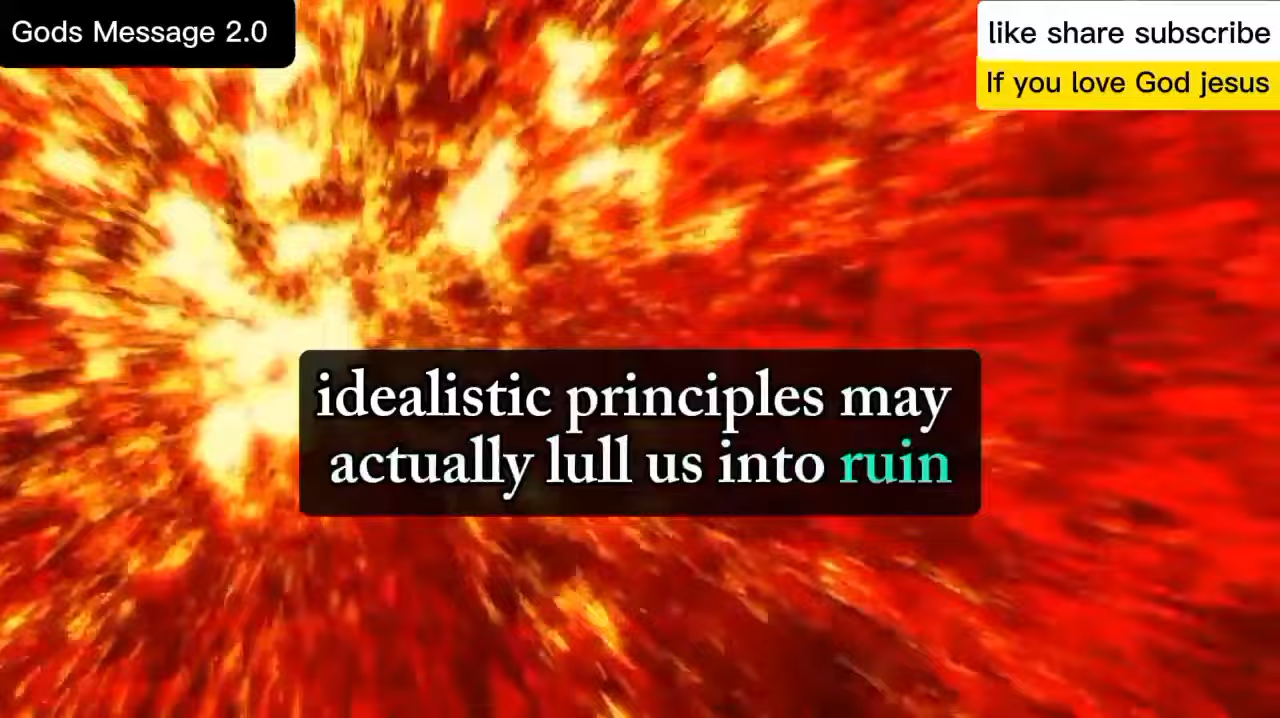 Gods Message 2.0
like share subscribe
If you love God jesus
idealistic principles may
actually lull us into ruin